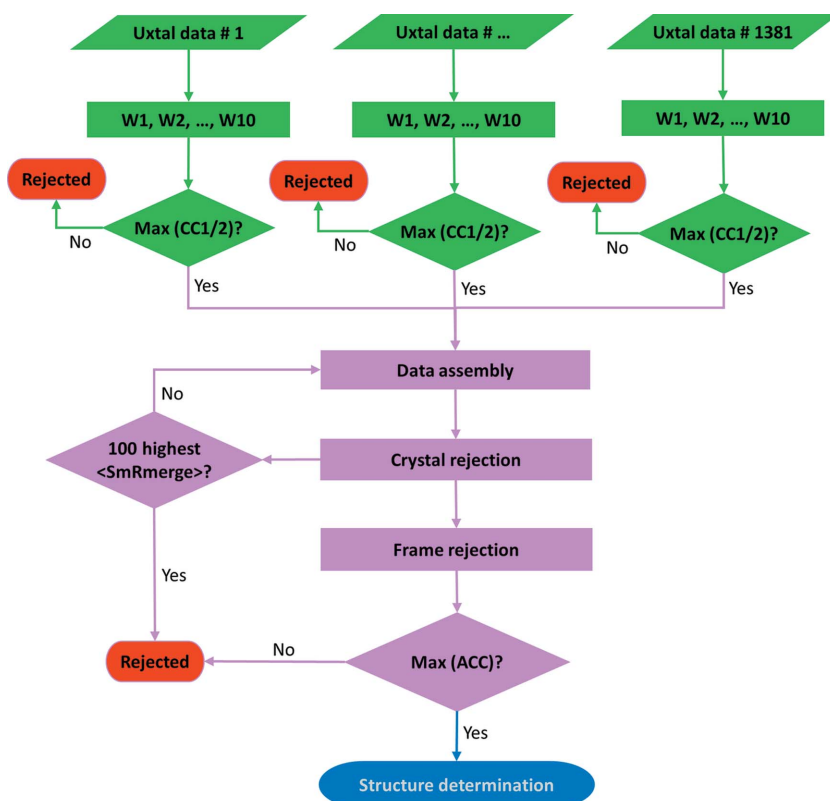 Uxtal data # 1
Uxtal data # ...
Uxtal data # 1381
W1, W2, ..., W10
W1, W2, ..., W10
W1, W2, ..., W10
Rejected
Rejected
Rejected
Max (CC1/2)?
Max (CC1/2)?
Max (CC1/2)?
No
No
No
Yes
Yes
Yes
Data assembly
No
100 highest
<SmRmerge>?
Crystal rejection
Frame rejection
Yes
No
Rejected
Max (ACC)?
Yes
Structure determination